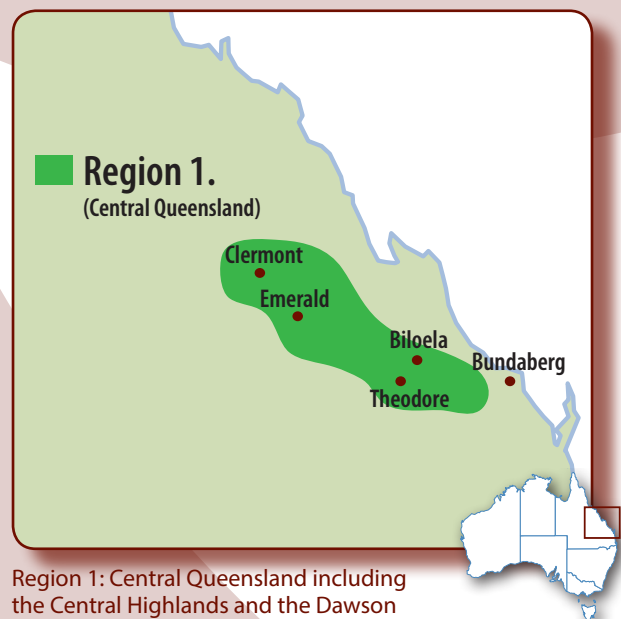 Region 1.
(Central Queensland)
Clermont
Emerald
Biloela
Bundaberg
Theodore
Region 1: Central Queensland including
the Central Highlands and the Dawson